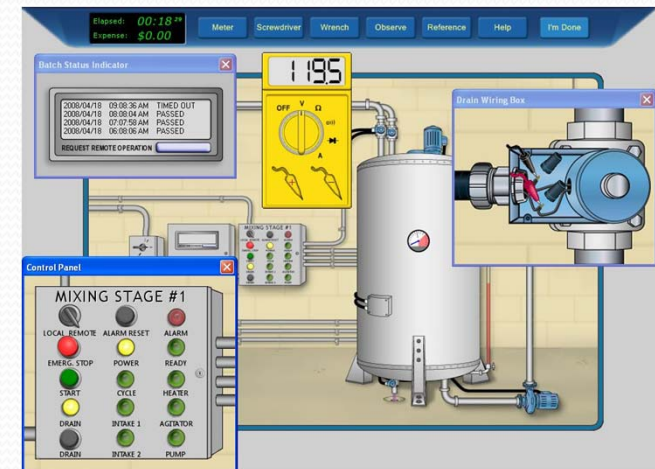 Elapsed: 00:18 29
Expense: $0.00
Meter
Screwdriver
Wrench
Observe
Reference
Help
I'm Done
Batch Status Indicator
2008/04/18 09:08:36 AM TIMED OUT
2008/04/18 08:08:04 AM PASSED
2008/04/18 07:07:58 AM PASSED
2008/04/18 06:08:06 AM PASSED
REQUEST REMOTE OPERATION
119.5
OFF V Ω
A
Drain Wiring Box
MIXING STAGE #1
Control Panel
MIXING STAGE #1
LOCAL REMOTE ALARM RESET ALARM
EMERG. STOP POWER READY
START CYCLE HEATER
DRAIN INTAKE 1 AGITATOR
DRAIN INTAKE 2 PUMP